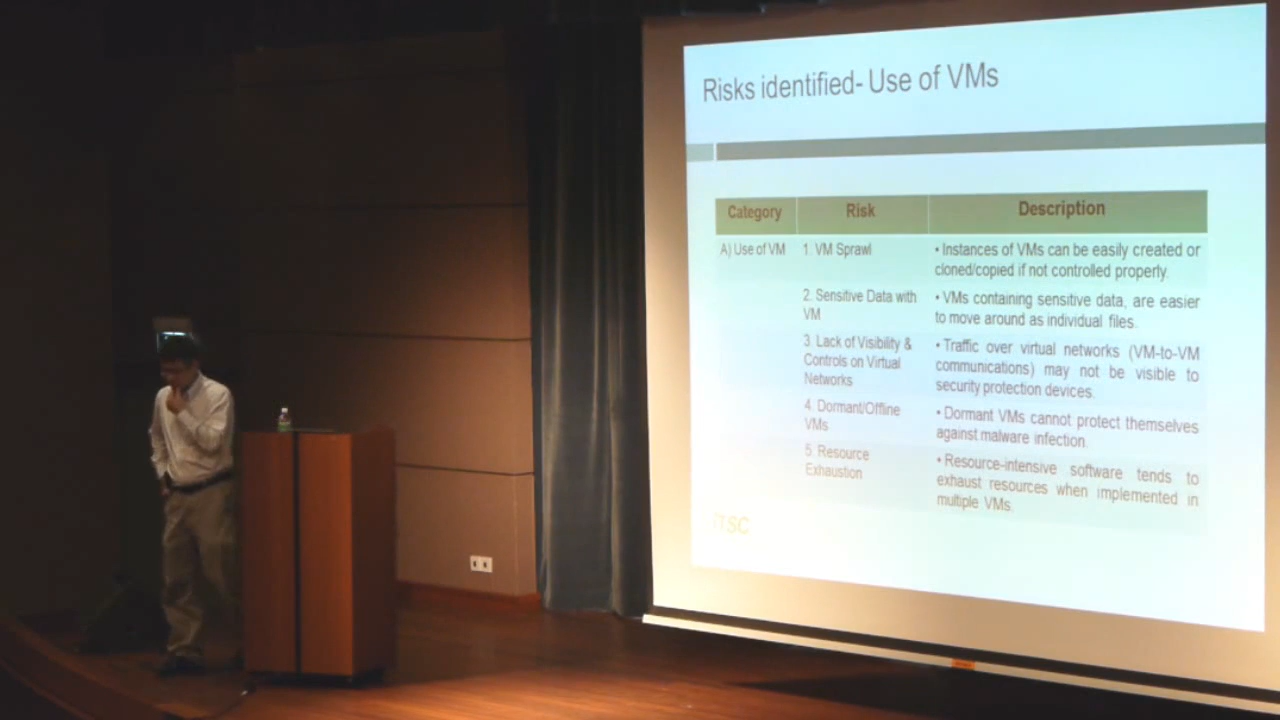 Risks identified- Use of VMs
Category Risk Description
A) Use of VM 1. VM Sprawl • Instances of VMs can be easily created or
cloned/copied if not controlled properly.
2. Sensitive Data with
VM
• VMs containing sensitive data, are easier
to move around as individual files.
3. Lack of Visibility &
Controls on Virtual
Networks
• Traffic over virtual networks (VM-to-VM
communications) may not be visible to
security protection devices.
4. Dormant/Offline
VMs
• Dormant VMs cannot protect themselves
against malware infection.
5. Resource
Exhaustion
• Resource-intensive software tends to
exhaust resources when implemented in
multiple VMs.
iTSC